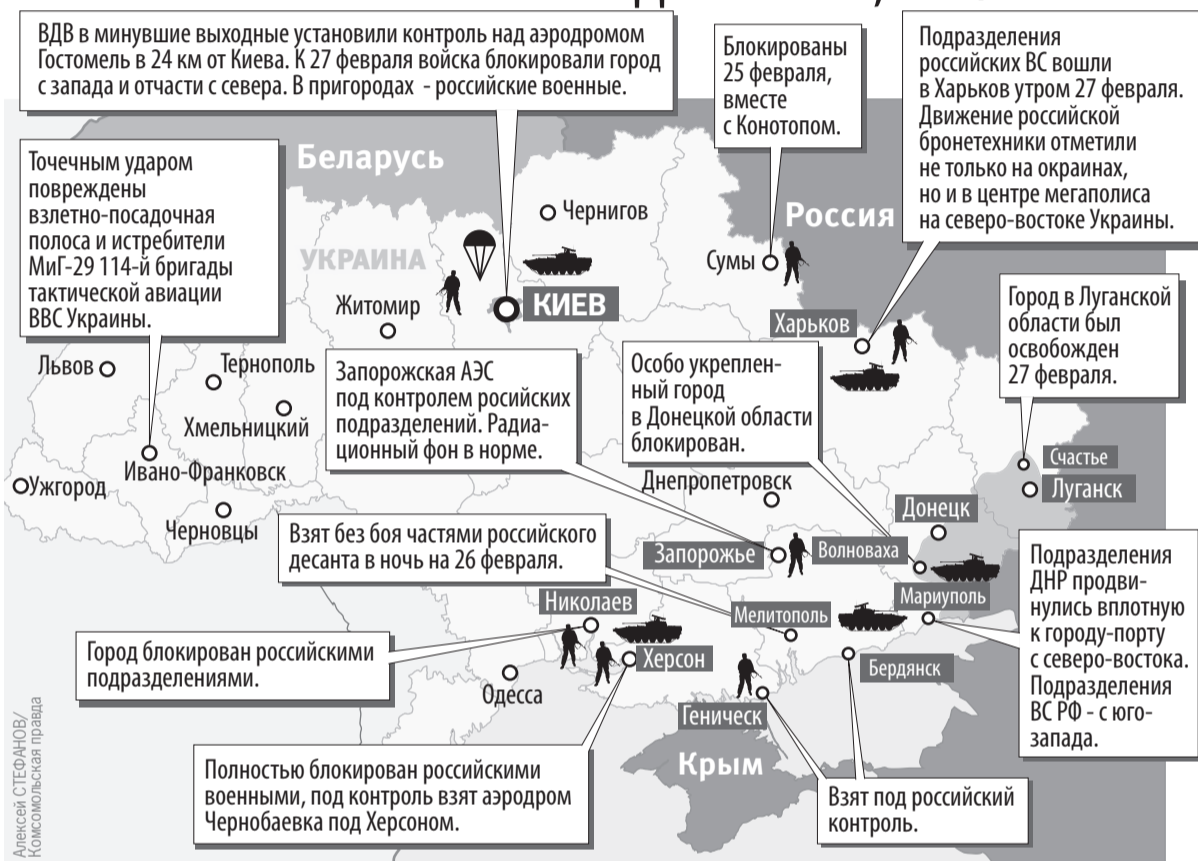 ВДВ в минувшие выходные установили контроль над аэродромом
Гостомель в 24 км от Киева. К 27 февраля войска блокировали город
с запада и отчасти с севера. В пригородах - российские военные.
Блокированы
25 февраля,
вместе
с Конотопом.
Подразделения
российских ВС вошли
в Харьков утром 27 февраля.
Движение российской
бронетехники отметили
не только на окраинах,
но и в центре мегаполиса
на северо-востоке Украины.
Точечным ударом
повреждены
взлетно-посадочная
полоса и истребители
МиГ-29 114-й бригады
тактической авиации
ВВС Украины.
Беларусь
Чернигов
Россия
УКРАИНА
Сумы
Житомир
КИЕВ
Харьков
Город в Луганской
области был
освобожден
27 февраля.
Львов
Тернополь
Хмельницкий
Ивано-Франковск
Ужгород
Черновцы
Запорожская АЭС
под контролем росийских
подразделений. Радиа-
ционный фон в норме.
Особо укреплен-
ный город
в Донецкой области
блокирован.
Счастье
Луганск
Днепропетровск
Донецк
Взят без боя частями российского
десанта в ночь на 26 февраля.
Запорожье
Волноваха
Подразделения
ДНР продви-
нулись вплотную
к городу-порту
с северо-востока.
Подразделения
ВС РФ - с юго-
запада.
Николаев
Мелитополь
Мариуполь
Город блокирован российскими
подразделениями.
Херсон
Бердянск
Одесса
Геническ
Крым
Полностью блокирован российскими
военными, под контроль взят аэродром
Чернобаевка под Херсоном.
Взят под российский
контроль.
Алексей СТЕФАНОВ/
Комсомольская правда